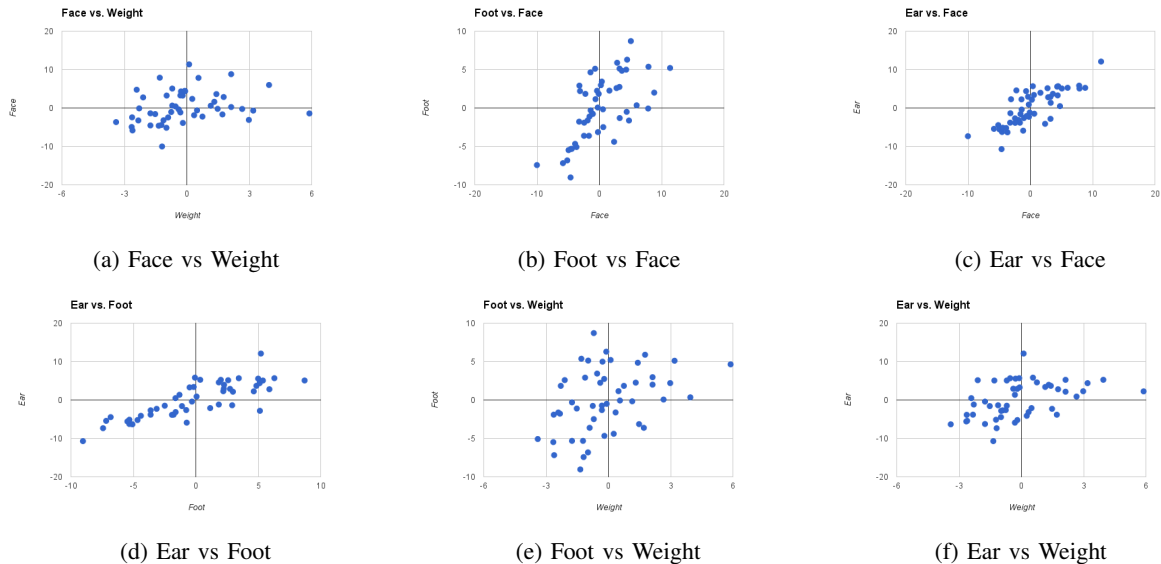 Face vs. Weight
20
10
0
-10
-20
Face
-6
-3
0
3
6
Weight
(a) Face vs Weight
Foot vs. Face
10
5
0
-5
-10
Foot
-20
-10
0
10
20
Face
(b) Foot vs Face
Ear vs. Face
20
10
0
-10
-20
Ear
-20
-10
0
10
20
Face
(c) Ear vs Face
Ear vs. Foot
20
10
0
-10
-20
Ear
-10
-5
0
5
10
Foot
(d) Ear vs Foot
Foot vs. Weight
10
5
0
-5
-10
Foot
-6
-3
0
3
6
Weight
(e) Foot vs Weight
Ear vs. Weight
20
10
0
-10
-20
Ear
-6
-3
0
3
6
Weight
(f) Ear vs Weight